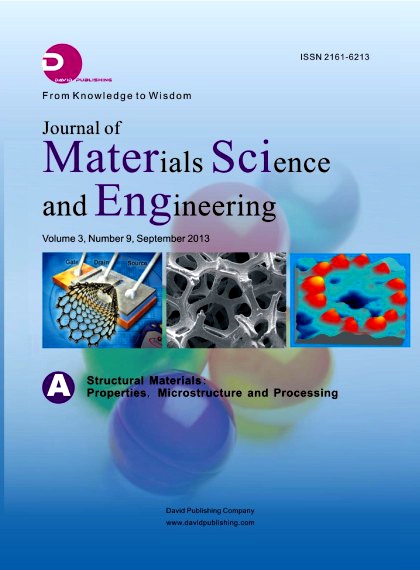 D
DAVID PUBLISHING
ISSN 2161-6213
From Knowledge to Wisdom
Journal of
Materials Science
and Engineering
Volume 3, Number 9, September 2013
Gate Drain Source
A
Structural Materials:
Properties, Microstructure and Processing
David Publishing Company
www.davidpublishing.com